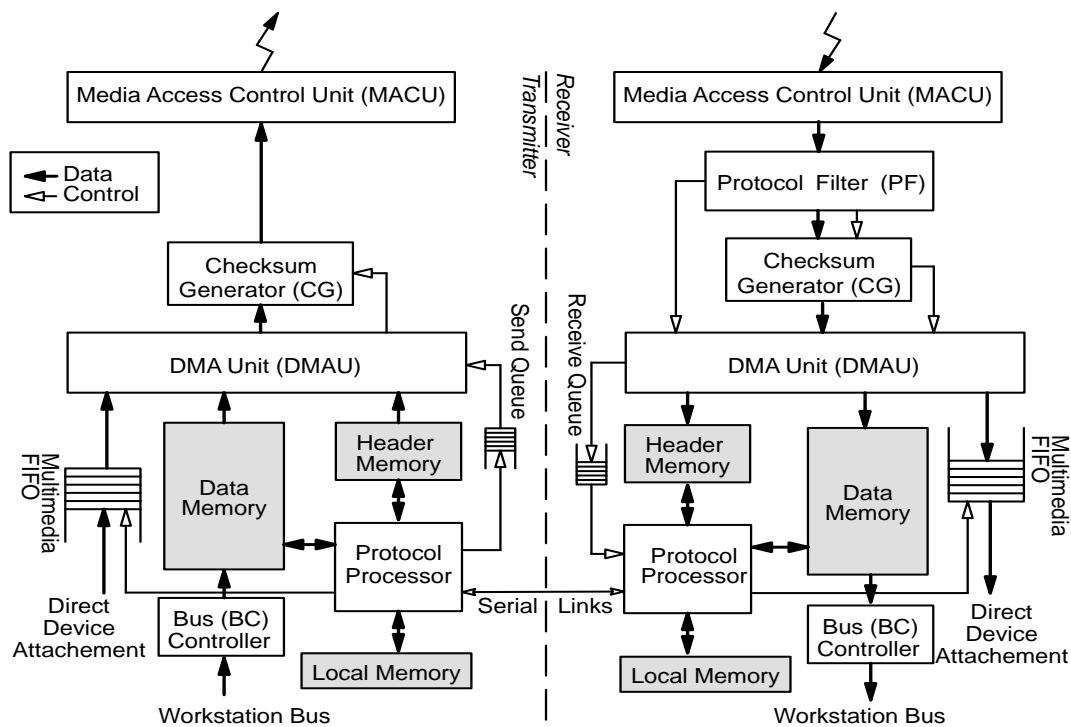 Media Access Control Unit (MACU)
Data
Control
Checksum
Generator (CG)
DMA Unit (DMAU)
Send Queue
Multimedia
FIFO
Data
Memory
Header
Memory
Protocol
Processor
Direct
Device
Attachement
Bus (BC)
Controller
Local Memory
Workstation Bus
Receiver
Transmitter
Serial Links
Media Access Control Unit (MACU)
Protocol Filter (PF)
Checksum
Generator (CG)
Receive Queue
DMA Unit (DMAU)
Header
Memory
Data
Memory
Multimedia
FIFO
Protocol
Processor
Bus (BC)
Controller
Direct
Device
Attachement
Local Memory
Workstation Bus